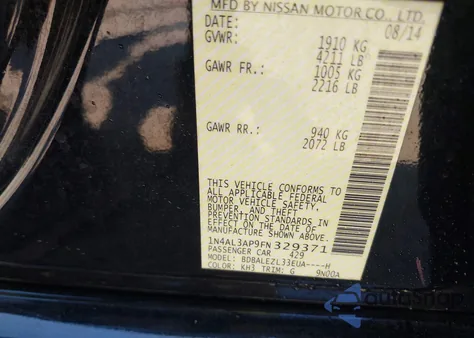 MFD BY NISSAN MOTOR CO., LTD.
DATE: 08/14
GVWR: 1910 KG
4211 LB
GAWR FR.: 1005 KG
2216 LB
GAWR RR.: 940 KG
2072 LB
THIS VEHICLE CONFORMS TO
ALL APPLICABLE FEDERAL
MOTOR VEHICLE SAFETY,
BUMPER, AND THEFT
PREVENTION STANDARDS IN
EFFECT ON THE DATE OF
MANUFACTURE SHOWN ABOVE.
1N4AL3AP9FN329371
PASSENGER CAR 429
MODEL: BDBALEZL33EUA----H
COLOR: KH3 TRIM: G 9N00A
autoSnap